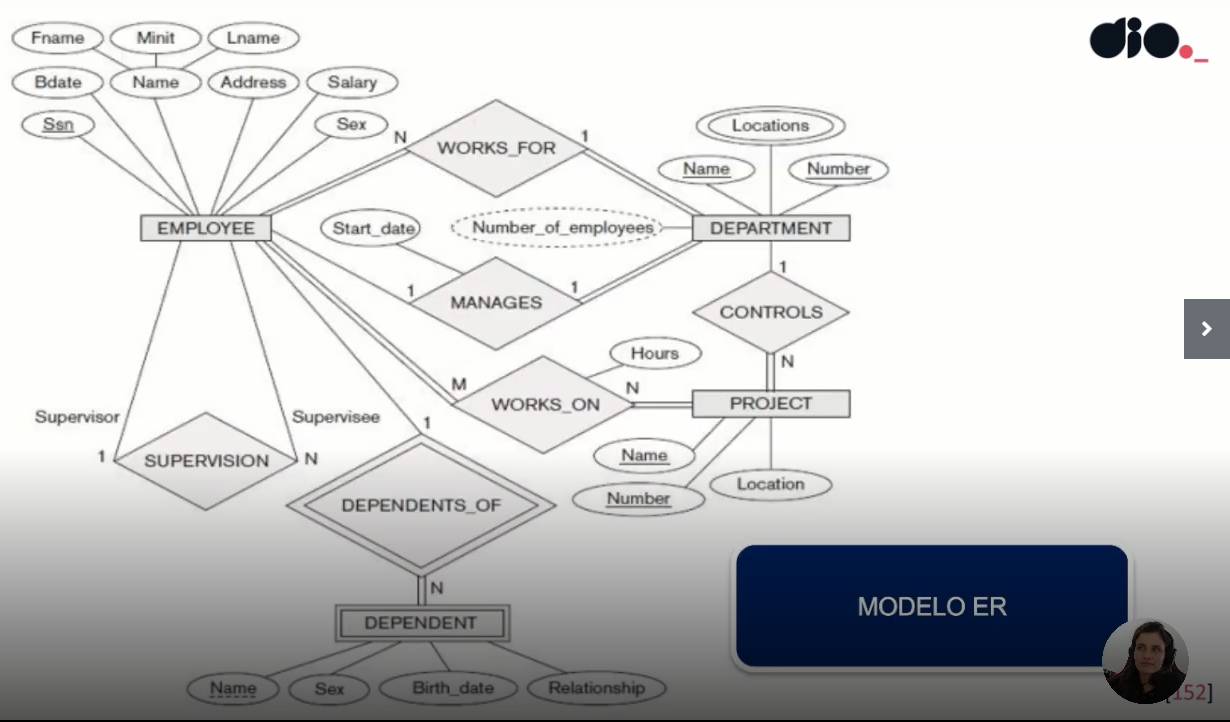 Fname Minit Lname
dio._
Bdate Name Address Salary
Ssn Sex
N WORKS_FOR 1
Locations
Name Number
EMPLOYEE Start_date Number_of_employees DEPARTMENT
1
1 MANAGES 1
CONTROLS
Hours
N
M WORKS_ON N PROJECT
Supervisor Supervisee
1
1 SUPERVISION N
Name
Number Location
DEPENDENTS_OF
N
DEPENDENT
MODELO ER
Name Sex Birth_date Relationship
152]